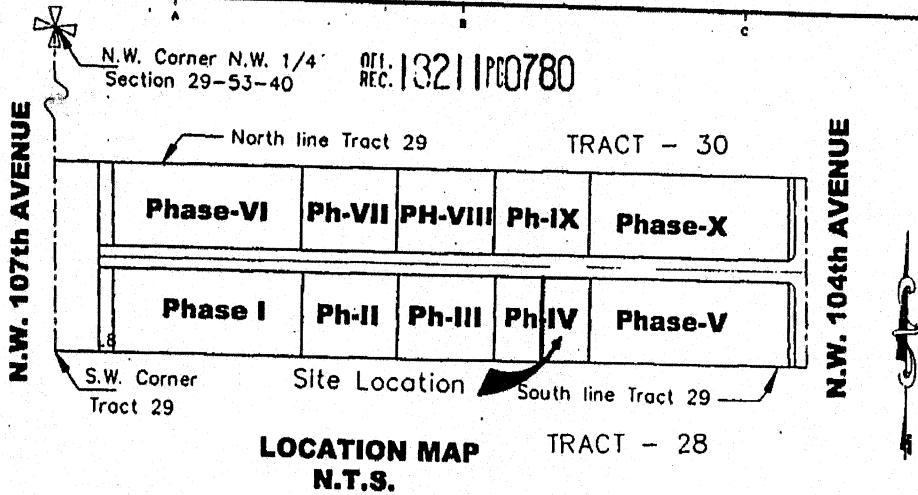 A B C
N.W. Corner N.W. 1/4
Section 29-53-40
OFF.
REC. 18211PG0780
North line Tract 29
TRACT - 30
N.W. 107th AVENUE
N.W. 104th AVENUE
Phase-VI Ph-VII PH-VIII Ph-IX Phase-X
Phase I Ph-II Ph-III Ph-IV Phase-V
S.W. Corner
Tract 29
Site Location
South line Tract 29
LOCATION MAP
N.T.S.
TRACT - 28